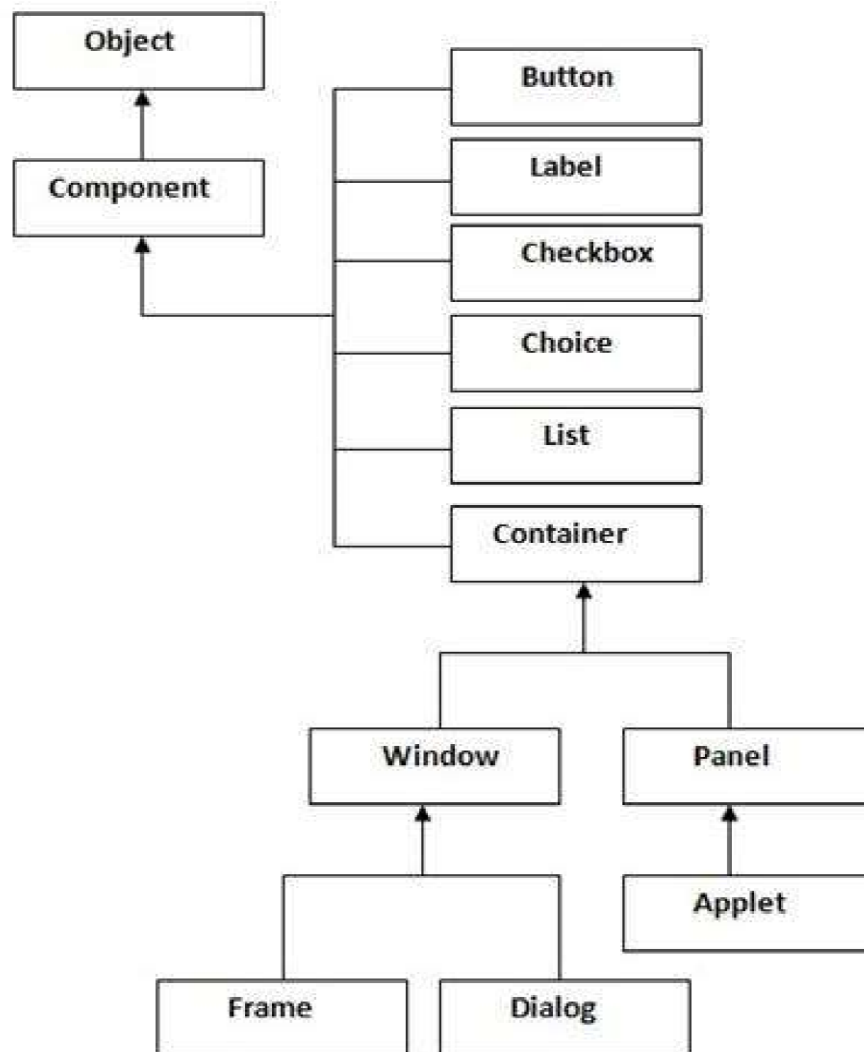 Object
Button
Component
Label
Checkbox
Choice
List
Container
Window
Panel
Applet
Frame
Dialog